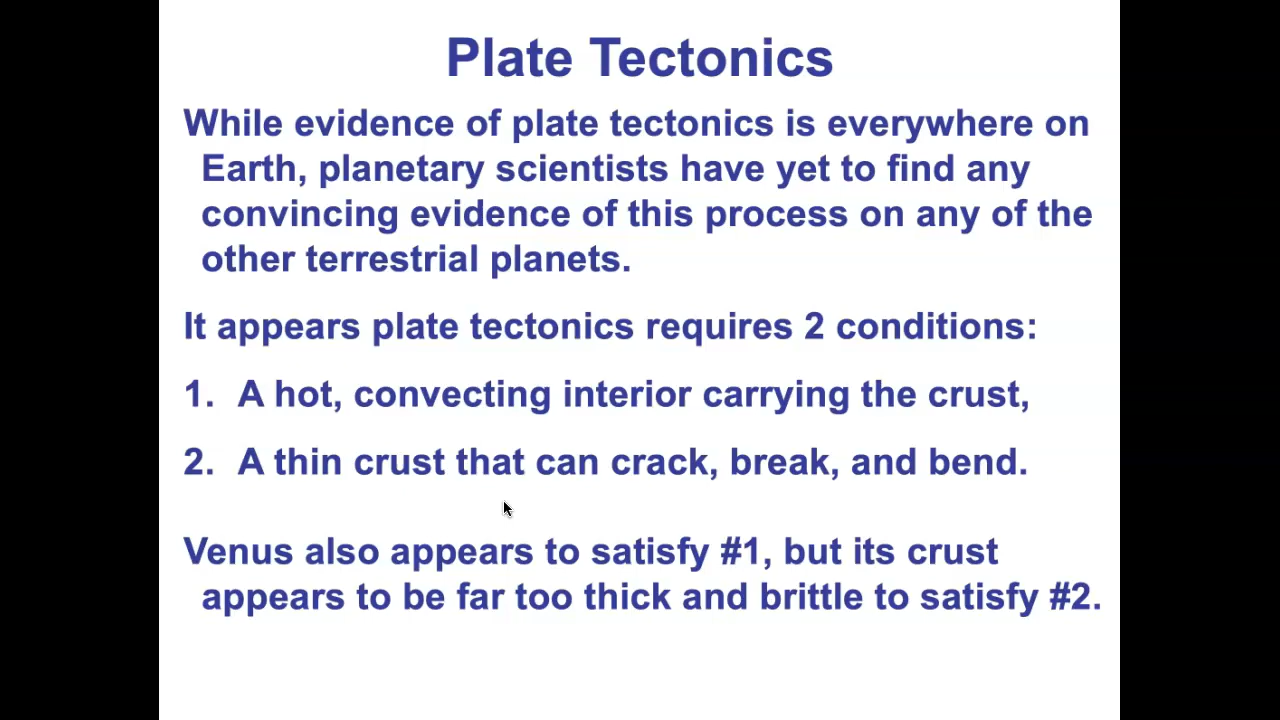 Plate Tectonics
While evidence of plate tectonics is everywhere on
Earth, planetary scientists have yet to find any
convincing evidence of this process on any of the
other terrestrial planets.
It appears plate tectonics requires 2 conditions:
1. A hot, convecting interior carrying the crust,
2. A thin crust that can crack, break, and bend.
Venus also appears to satisfy #1, but its crust
appears to be far too thick and brittle to satisfy #2.